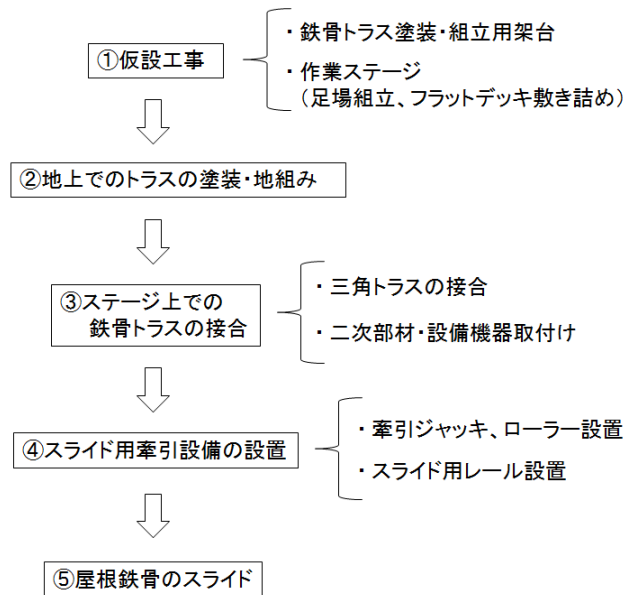 ①仮設工事
・鉄骨トラス塗装・組立用架台
・作業ステージ
（足場組立、フラットデッキ敷き詰め）
②地上でのトラスの塗装・地組み
③ステージ上での
鉄骨トラスの接合
・三角トラスの接合
・二次部材・設備機器取付け
④スライド用牽引設備の設置
・牽引ジャッキ、ローラー設置
・スライド用レール設置
⑤屋根鉄骨のスライド